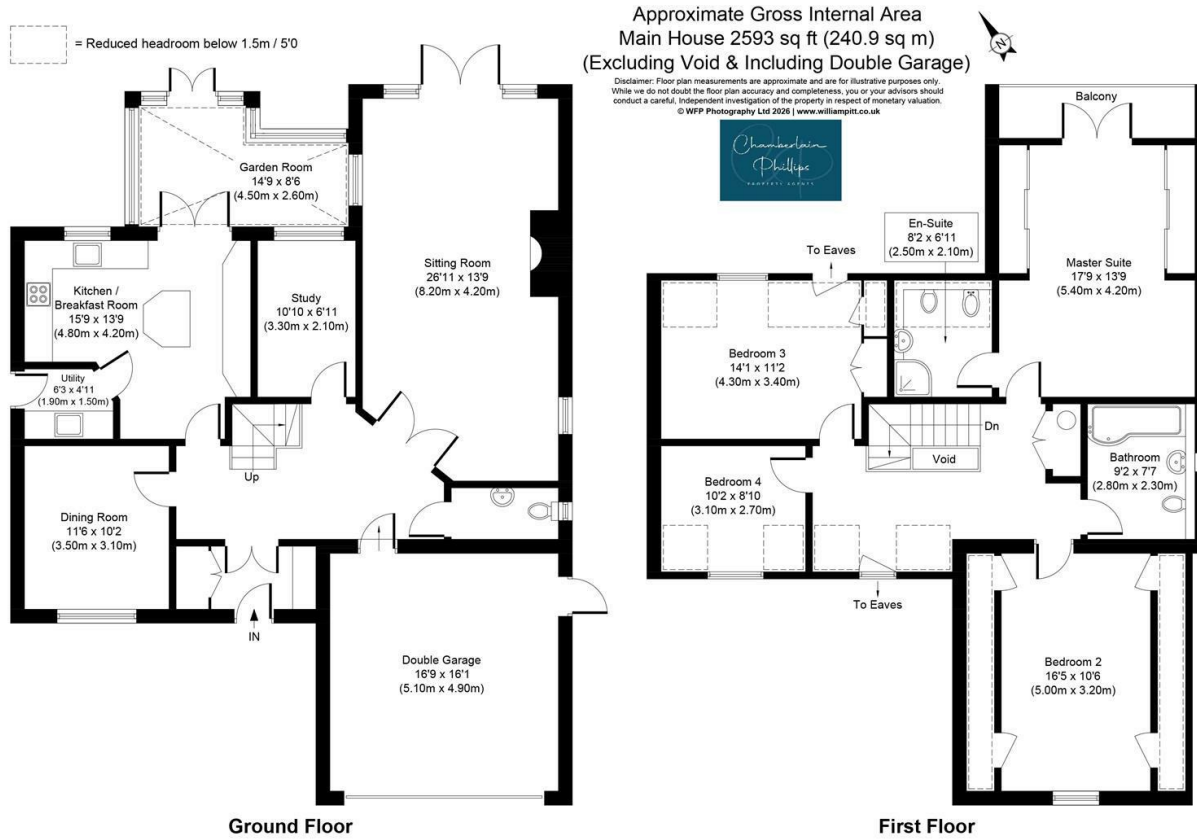 = Reduced headroom below 1.5m / 5'0
Approximate Gross Internal Area
Main House 2593 sq ft (240.9 sq m)
(Excluding Void & Including Double Garage)
Disclaimer: Floor plan measurements are approximate and are for illustrative purposes only.
While we do not doubt the floor plan accuracy and completeness, you or your advisors should
conduct a careful, Independent investigation of the property in respect of monetary valuation.
© WFP Photography Ltd 2026 | www.williampitt.co.uk
Chamberlain
Phillips
PROPERTY AGENTS
N
Garden Room
14'9 x 8'6
(4.50m x 2.60m)
Kitchen /
Breakfast Room
15'9 x 13'9
(4.80m x 4.20m)
Study
10'10 x 6'11
(3.30m x 2.10m)
Sitting Room
26'11 x 13'9
(8.20m x 4.20m)
Utility
6'3 x 4'11
(1.90m x 1.50m)
Up
Dining Room
11'6 x 10'2
(3.50m x 3.10m)
IN
Double Garage
16'9 x 16'1
(5.10m x 4.90m)
Ground Floor
Balcony
En-Suite
8'2 x 6'11
(2.50m x 2.10m)
To Eaves
Master Suite
17'9 x 13'9
(5.40m x 4.20m)
Bedroom 3
14'1 x 11'2
(4.30m x 3.40m)
Dn
Void
Bathroom
9'2 x 7'7
(2.80m x 2.30m)
Bedroom 4
10'2 x 8'10
(3.10m x 2.70m)
To Eaves
Bedroom 2
16'5 x 10'6
(5.00m x 3.20m)
First Floor